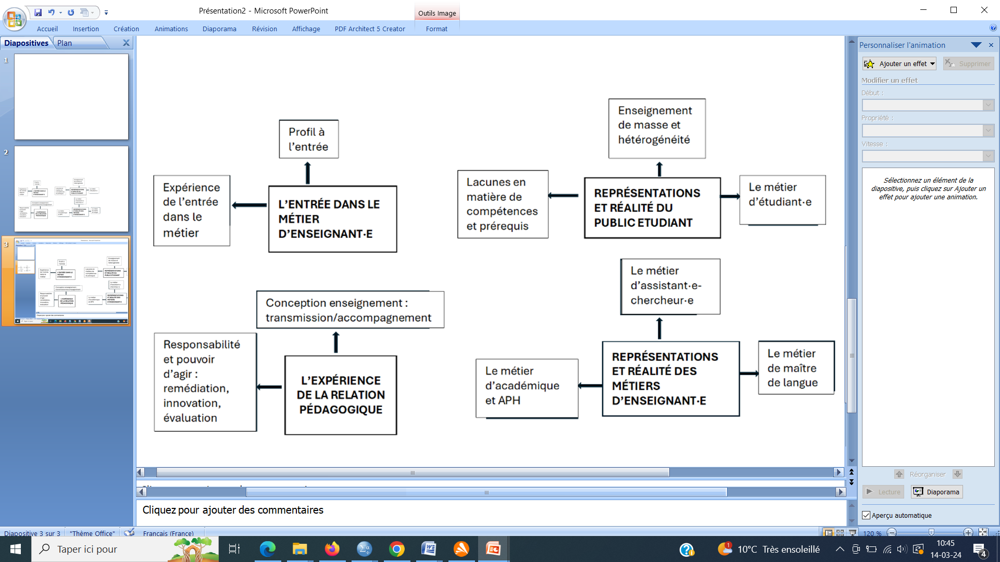 Présentation2 - Microsoft PowerPoint
Outils Image
Accueil
Insertion
Création
Animations
Diaporama
Révision
Affichage
PDF Architect 5 Creator
Format
Diapositives
Plan
1
2
3
Profil à
l’entrée
Expérience
de l’entrée
dans le
métier
L’ENTRÉE DANS LE
MÉTIER
D’ENSEIGNANT·E
Enseignement
de masse et
hétérogénéité
Lacunes en
matière de
compétences
et prérequis
REPRÉSENTATIONS
ET RÉALITÉ DU
PUBLIC ETUDIANT
Le métier
d’étudiant·e
Conception enseignement :
transmission/accompagnement
Responsabilité
et pouvoir
d’agir :
remédiation,
innovation,
évaluation
L’EXPÉRIENCE
DE LA RELATION
PÉDAGOGIQUE
Le métier
d’assistant·e-
chercheur·e
Le métier
d’académique
et APH
REPRÉSENTATIONS
ET RÉALITÉ DES
MÉTIERS
D’ENSEIGNANT·E
Le métier
de maître
de langue
Personnaliser l'animation
Ajouter un effet
Supprimer
Modifier un effet
Début :
Propriété :
Vitesse :
Sélectionnez un élément de la
diapositive, puis cliquez sur Ajouter un
effet pour ajouter une animation.
Réorganiser
Lecture
Diaporama
Aperçu automatique
Cliquez pour ajouter des commentaires
Diapositive 3 sur 3
"Thème Office"
Français (France)
120 %
Taper ici pour
1
10°C Très ensoleillé
10:45
14-03-24
4